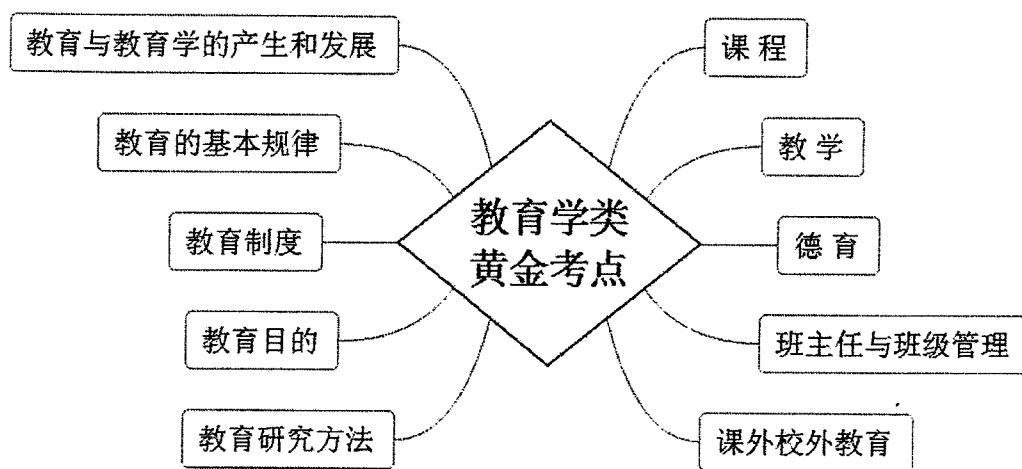 教育与教育学的产生和发展
教育的基本规律
教育制度
教育目的
教育研究方法
教育学类
黄金考点
课程
教学
德育
班主任与班级管理
课外校外教育